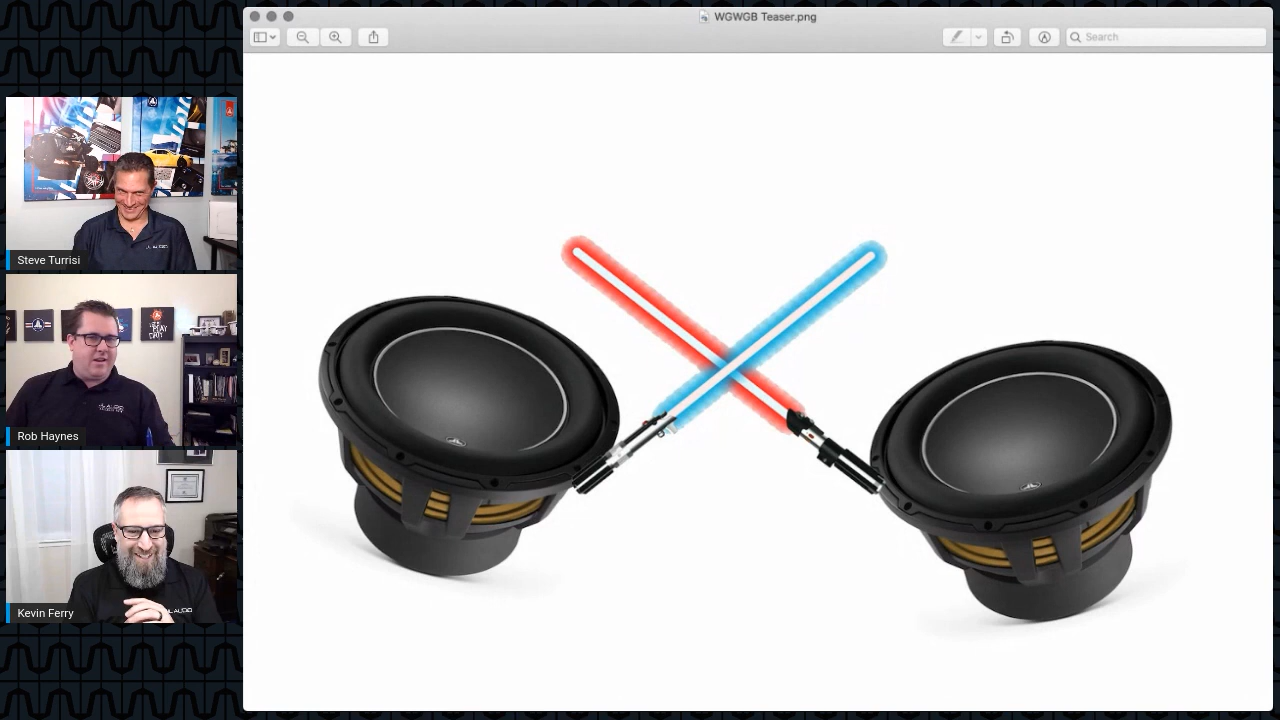 WGWGB Teaser.png
Search
Steve Turrisi
Rob Haynes
Kevin Ferry